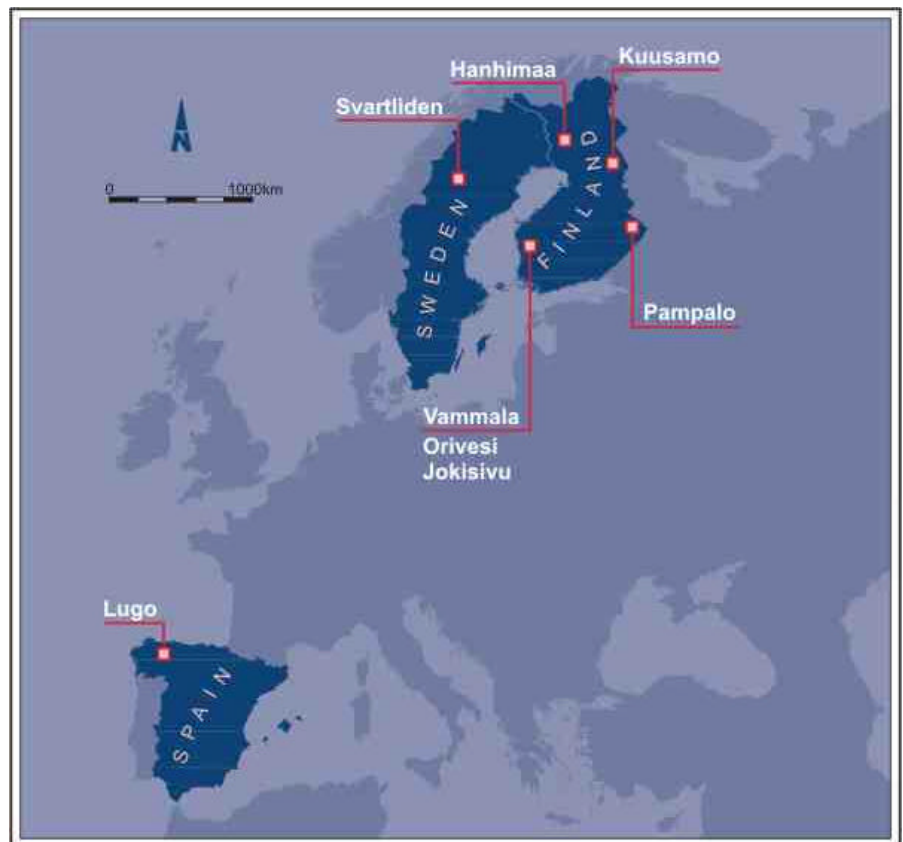 Kuusamo
Hanhimaa
Svartliden
N
0 1000km
SWEDEN
FINLAND
Pampalo
Vammala
Orivesi
Jokisivu
Lugo
SPAIN